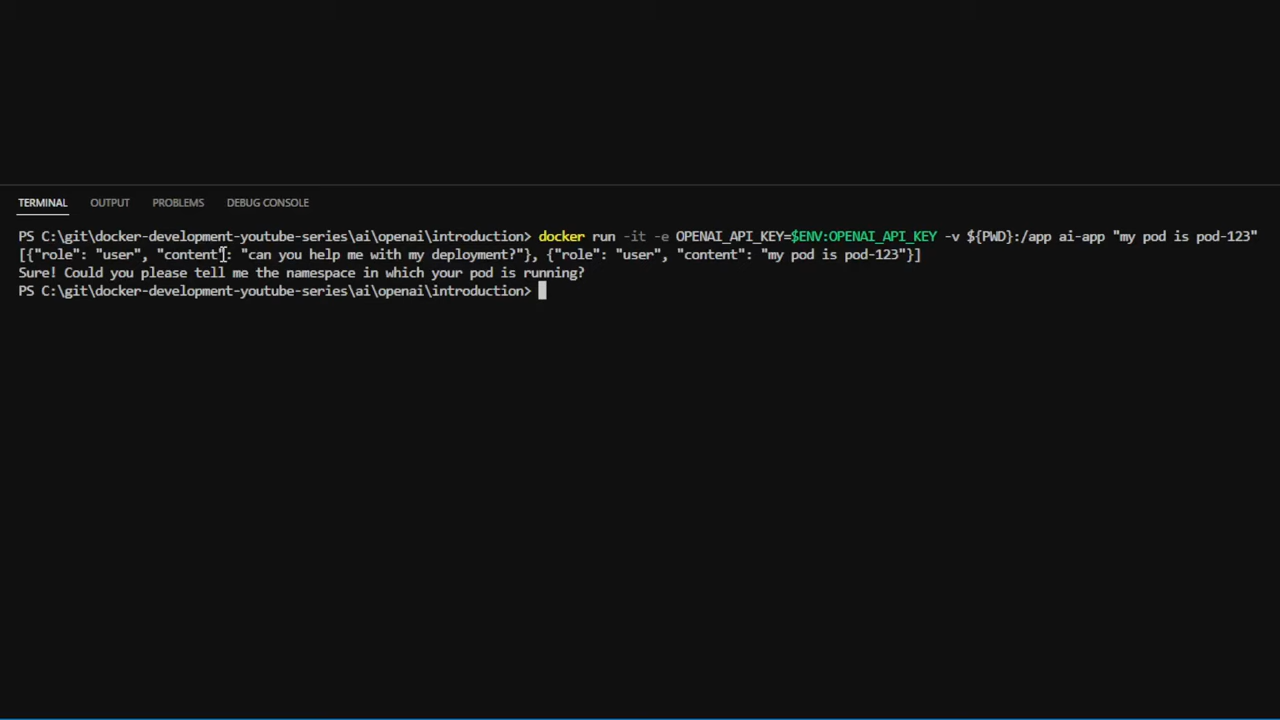 TERMINAL OUTPUT PROBLEMS DEBUG CONSOLE
PS C:\git\docker-development-youtube-series\ai\openai\introduction> docker run -it -e OPENAI_API_KEY=$ENV:OPENAI_API_KEY -v ${PWD}:/app ai-app "my pod is pod-123"
[{"role": "user", "content": "can you help me with my deployment?"}, {"role": "user", "content": "my pod is pod-123"}]
Sure! Could you please tell me the namespace in which your pod is running?
PS C:\git\docker-development-youtube-series\ai\openai\introduction>